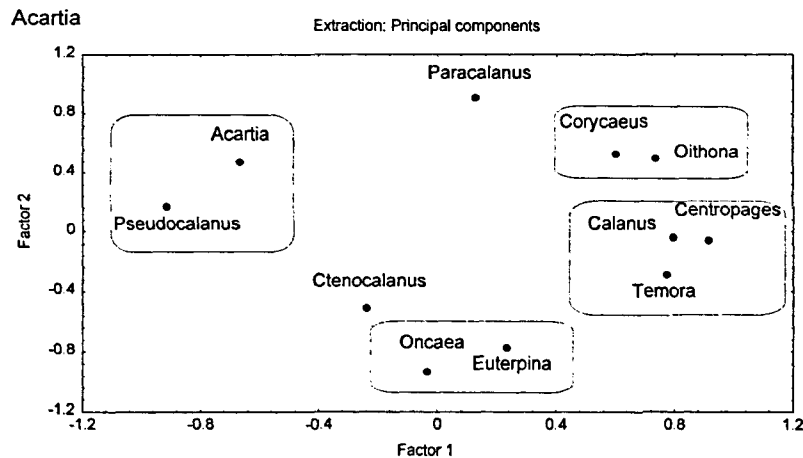 Acartia
Extraction: Principal components
1.2
0.8
0.4
0
-0.4
-0.8
-1.2
Factor 2
Paracalanus
Corycaeus
Oithona
Acartia
Pseudocalanus
Calanus
Centropages
Temora
Ctenocalanus
Oncaea
Euterpina
-1.2 -0.8 -0.4 0 0.4 0.8 1.2
Factor 1